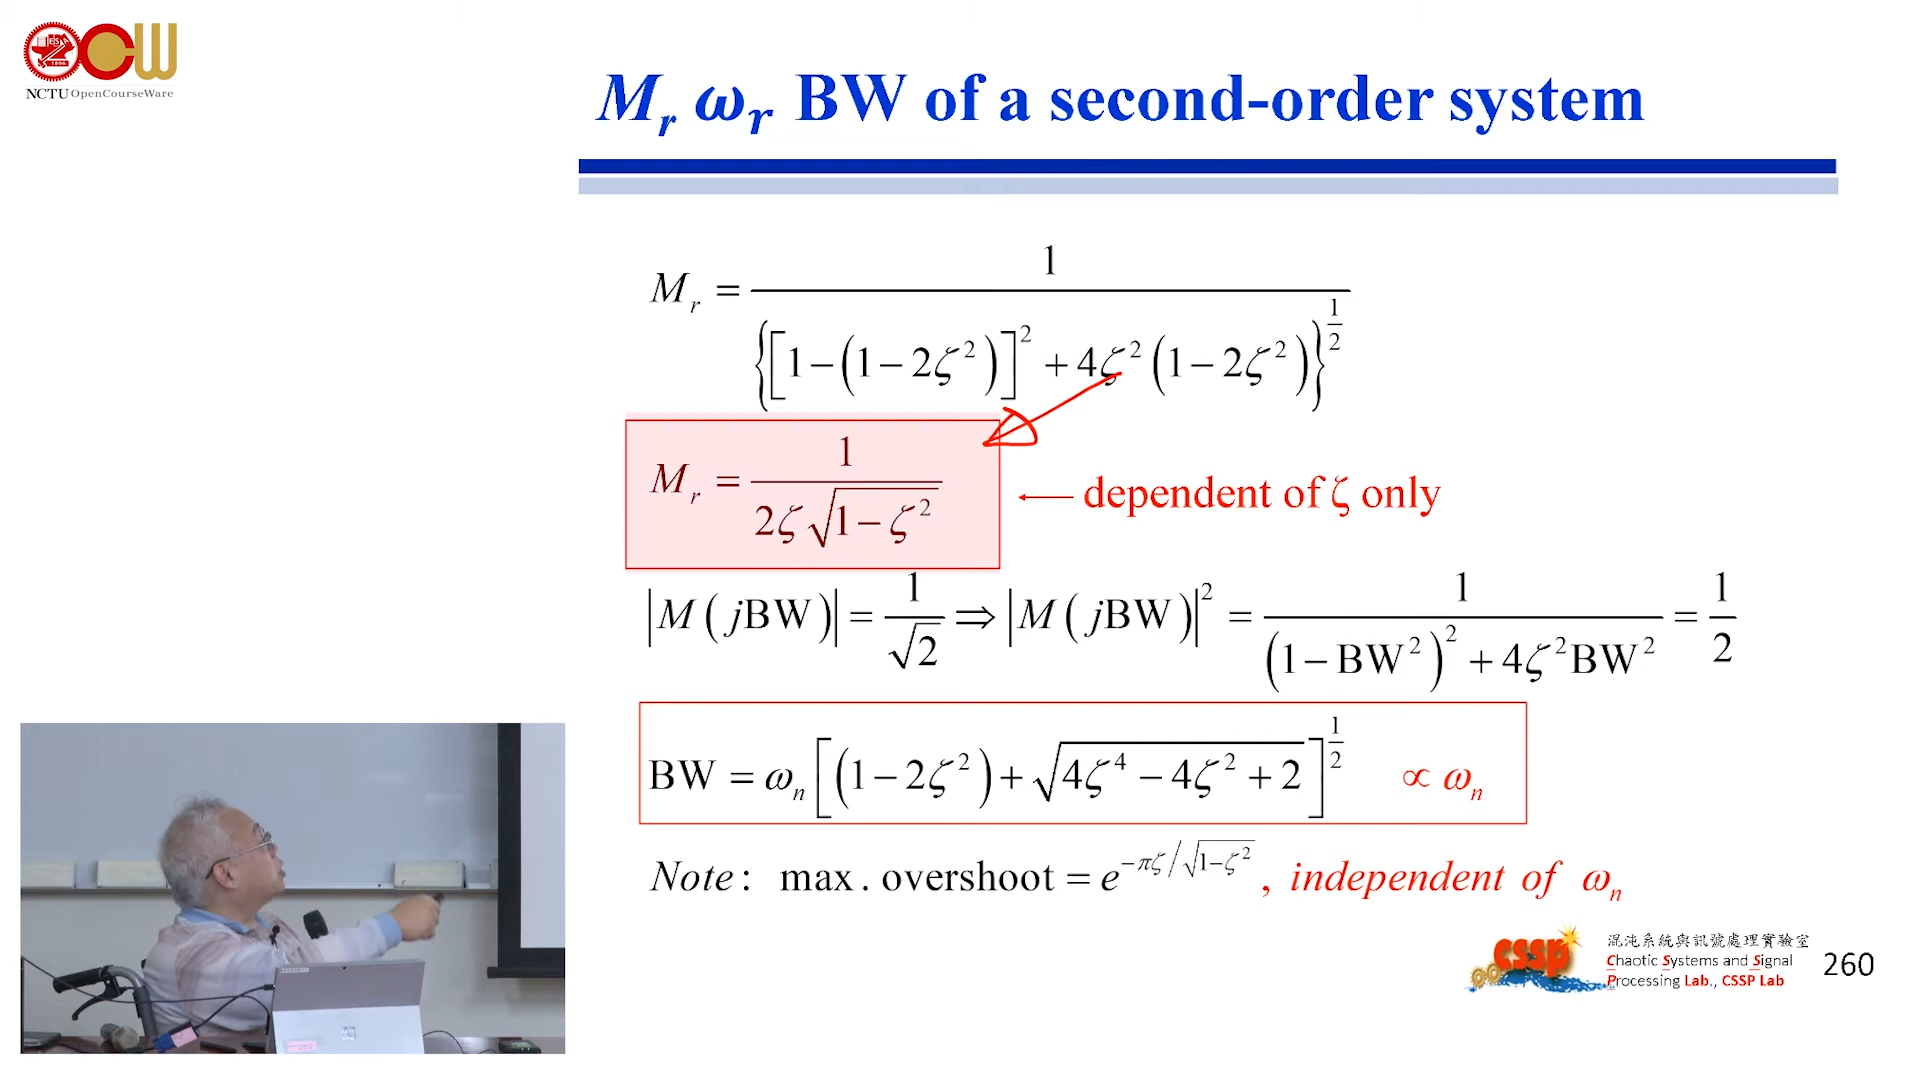 NCTU OpenCourseWare
M_r ω_r BW of a second-order system
M_r = 1 / {[1−(1−2ζ²)]² + 4ζ²(1−2ζ²)}^(1/2)
M_r = 1 / (2ζ√(1−ζ²)) ← dependent of ζ only
|M(jBW)| = 1/√2 ⇒ |M(jBW)|² = 1 / ((1−BW²)² + 4ζ²BW²) = 1/2
BW = ω_n[(1−2ζ²)+√(4ζ⁴−4ζ²+2)]^(1/2) ∝ ω_n
Note: max. overshoot = e^(−πζ/√(1−ζ²)), independent of ω_n
CSSP
混沌系統與訊號處理實驗室
Chaotic Systems and Signal
Processing Lab., CSSP Lab
260